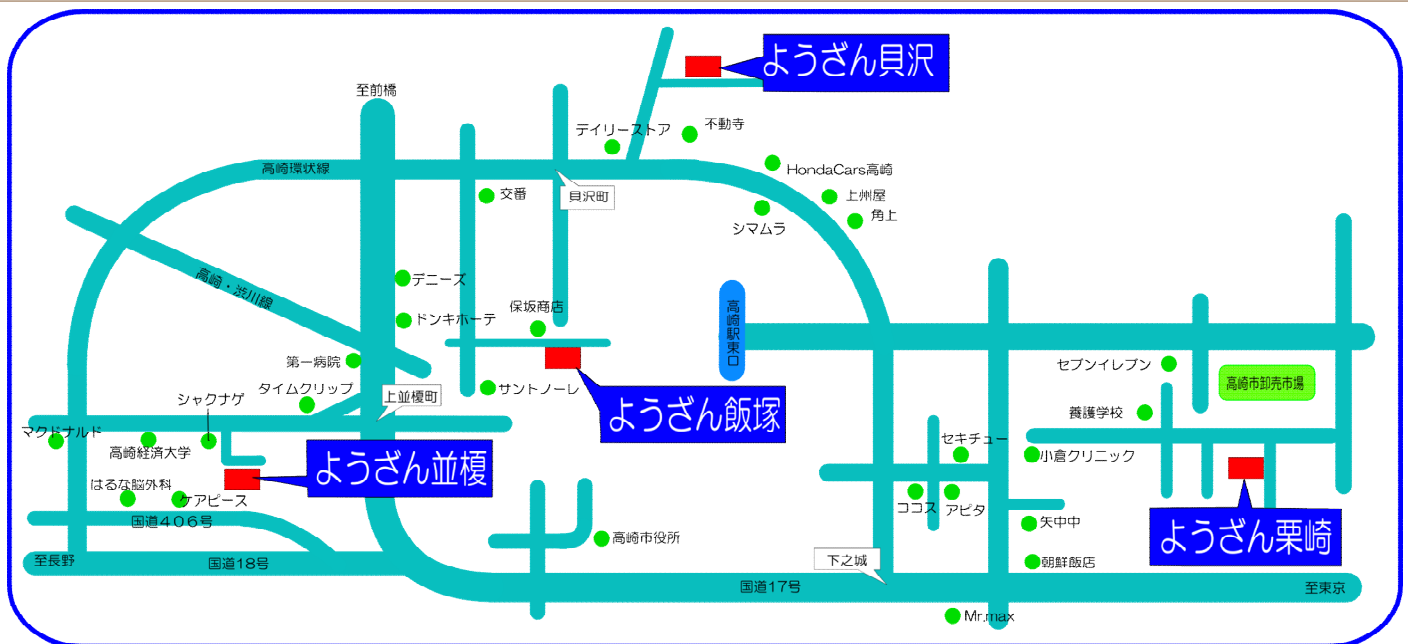 ようざん貝沢
至前橋
テイリーストア
不動寺
高崎環状線
HondaCars高崎
交番
貝沢町
上州屋
角上
シマムラ
高崎・渋川線
デニーズ
保坂商店
ドンキホーテ
高崎駅東口
第一病院
セブンイレブン
高崎市卸売市場
タイムクリップ
上並榎町
サントノーレ
シャクナゲ
ようざん飯塚
養護学校
マクドナルド
高崎経済大学
セキチュー
小倉クリニック
ようざん並榎
はるな脳外科
ケアピース
ココス
アピタ
国道406号
矢中中
ようざん栗崎
高崎市役所
至長野
国道18号
下之城
朝鮮飯店
国道17号
至東京
Mr.max